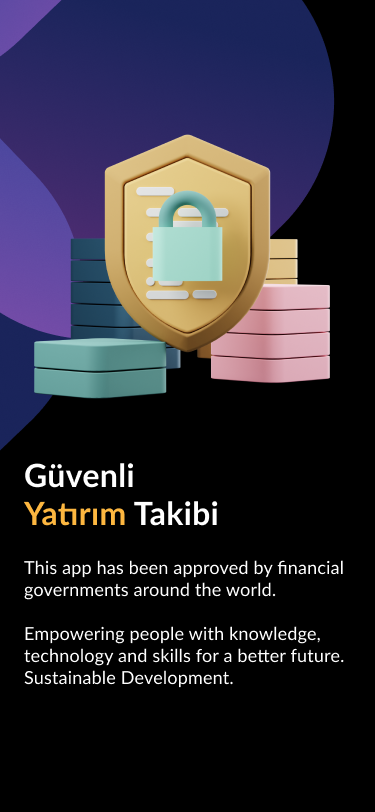 Güvenli
Yatırım Takibi
This app has been approved by financial
governments around the world.
Empowering people with knowledge,
technology and skills for a better future.
Sustainable Development.